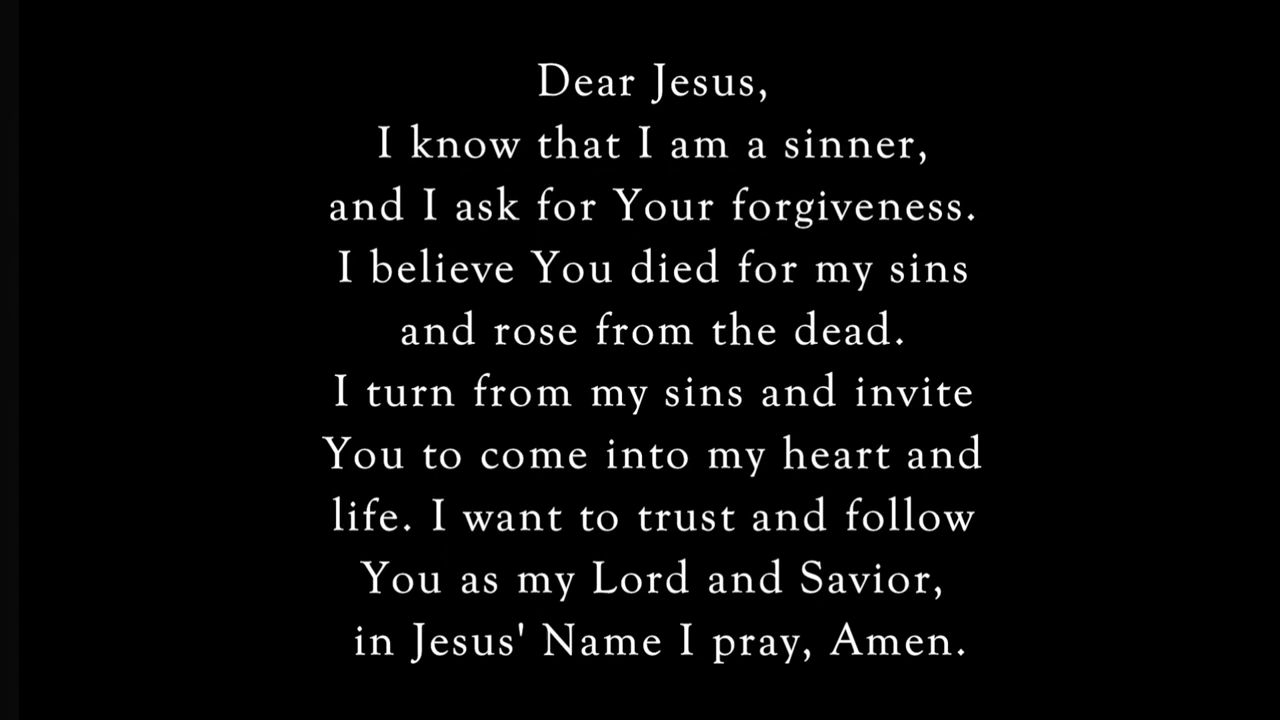 Dear Jesus,
I know that I am a sinner,
and I ask for Your forgiveness.
I believe You died for my sins
and rose from the dead.
I turn from my sins and invite
You to come into my heart and
life. I want to trust and follow
You as my Lord and Savior,
in Jesus' Name I pray, Amen.